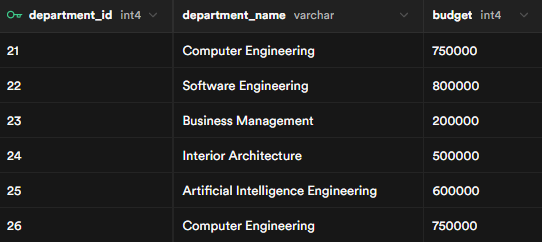 department_id int4 department_name varchar budget int4
21 Computer Engineering 750000
22 Software Engineering 800000
23 Business Management 200000
24 Interior Architecture 500000
25 Artificial Intelligence Engineering 600000
26 Computer Engineering 750000